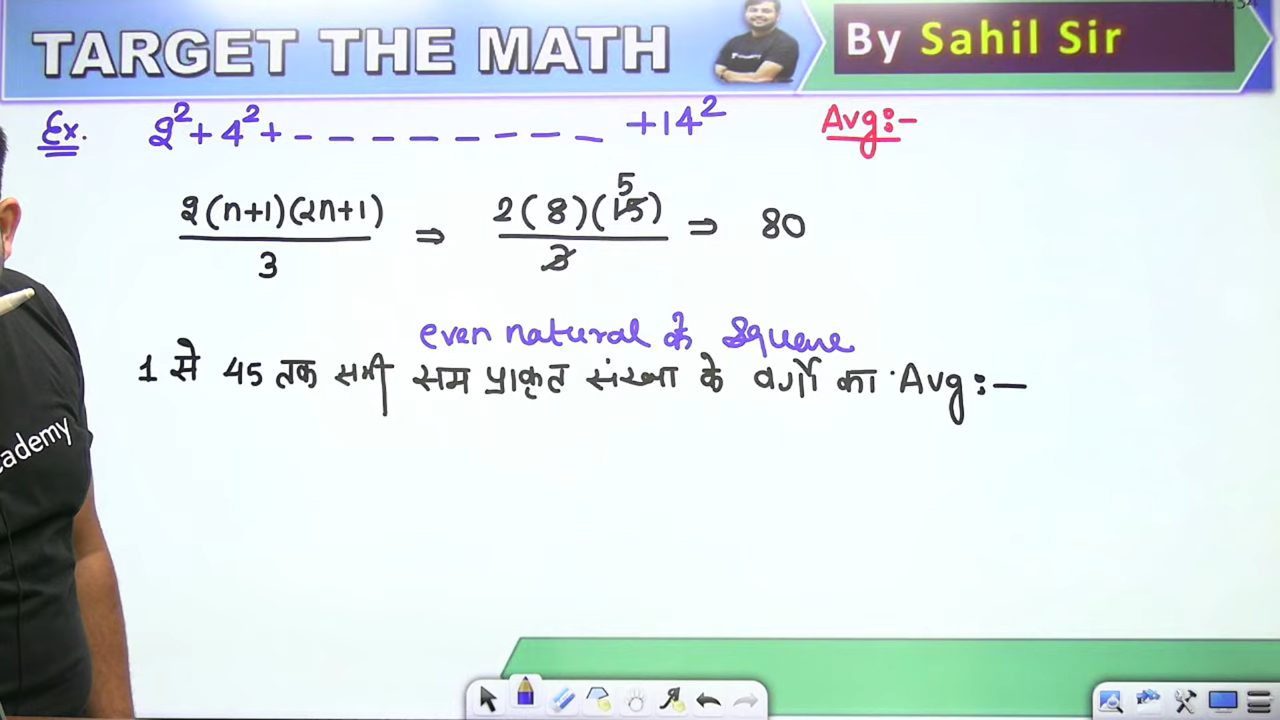 TARGET THE MATH
By Sahil Sir
Ex. 2² + 4² + - - - - - - - - - +14²
Avg:-
2(n+1)(2n+1) / 3 ⇒ 2(8)(15) 5 / 3 ⇒ 80
even natural के square
1 से 45 तक सभी सम प्राकृत संख्या के वर्गों का Avg:-
cademy